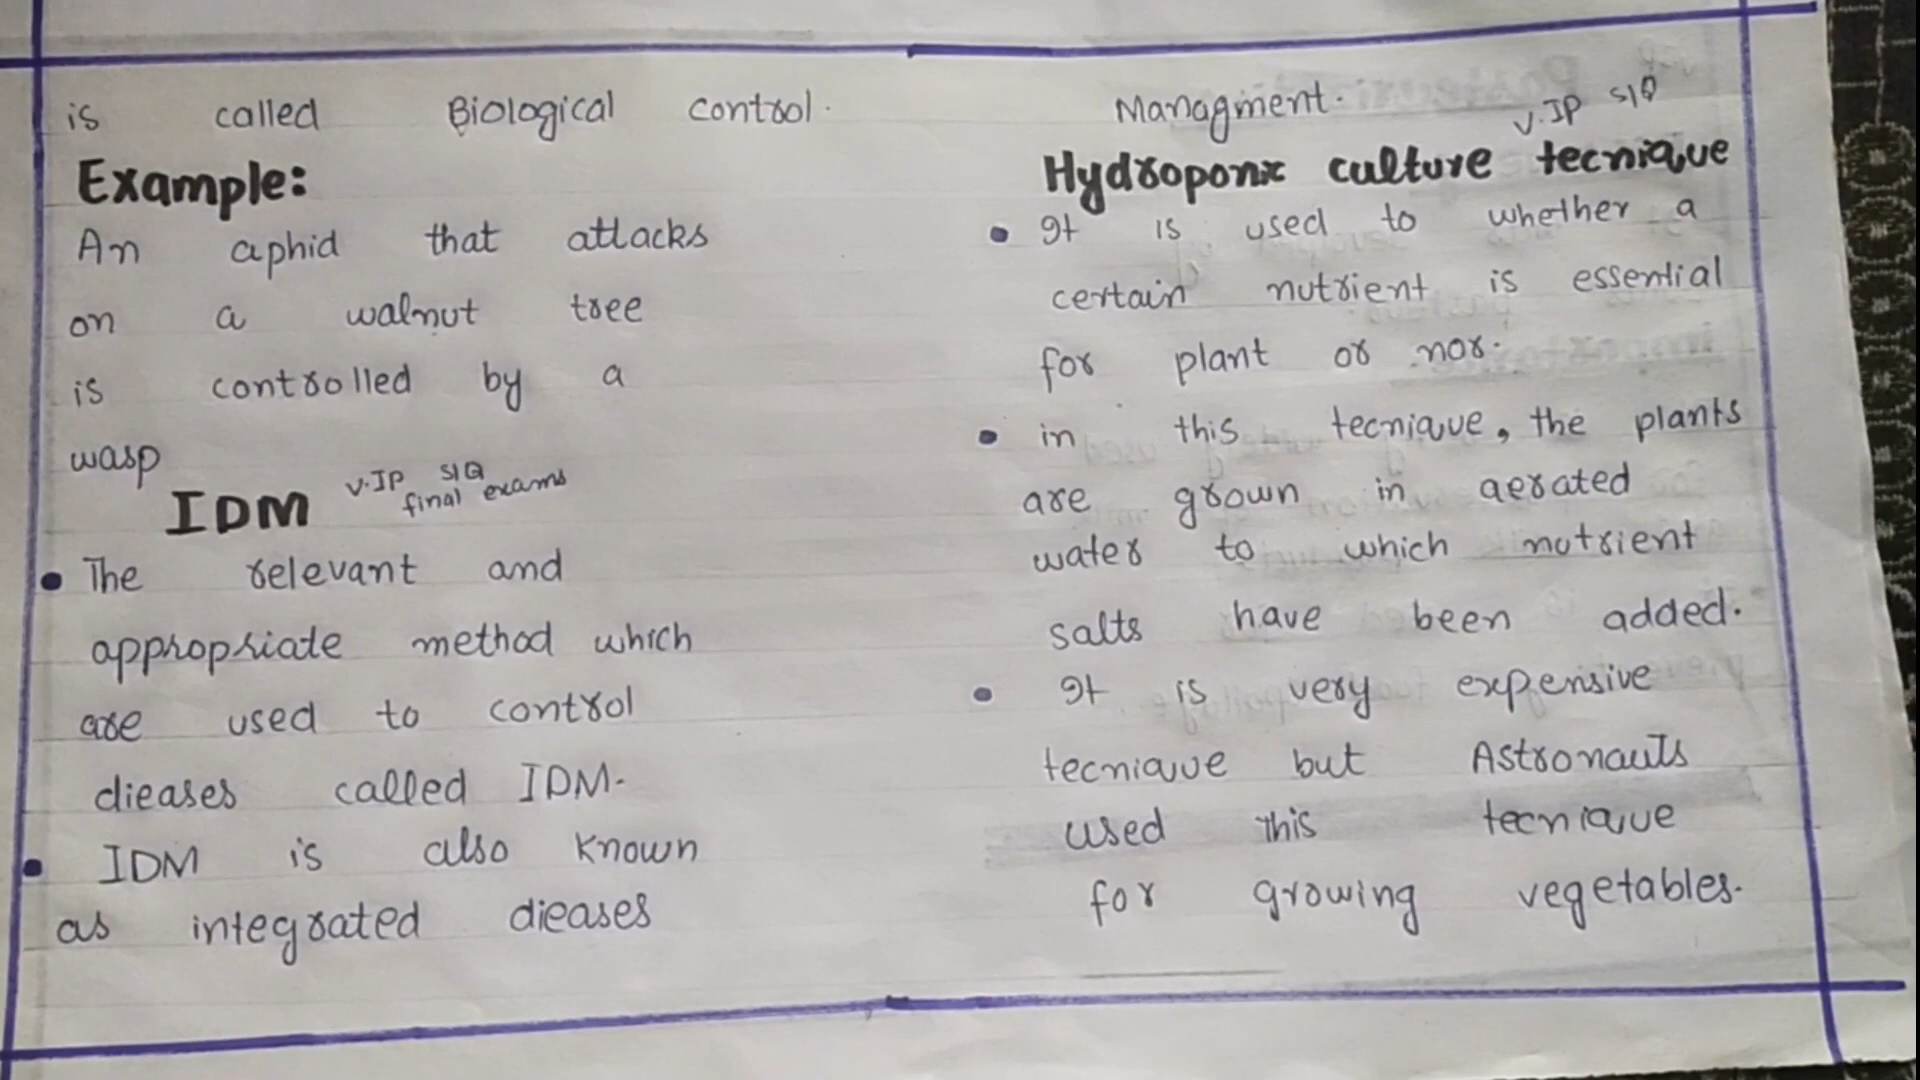 is called Biological control.
Example:
An aphid that attacks
on a walnut tree
is controlled by a
wasp
IDM V.IP S/Q
final exams
• The relevant and
appropriate method which
are used to control
dieases called IDM.
• IDM is also known
as integrated dieases
Managment.
V.IP S/Q
Hydroponic culture tecnique
• It is used to whether a
certain nutrient is essential
for plant or nor.
• in this tecnique, the plants
are grown in aerated
water to which nutrient
salts have been added.
• It is very expensive
tecnique but Astronauts
used this tecnique
for growing vegetables.